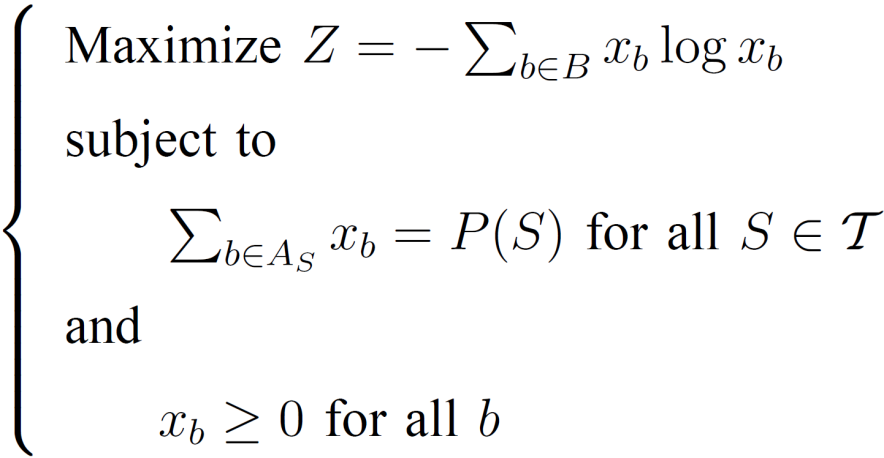 Maximize Z = − ∑_{b∈B} x_b log x_b
subject to
∑_{b∈A_S} x_b = P(S) for all S ∈ 𝒯
and
x_b ≥ 0 for all b